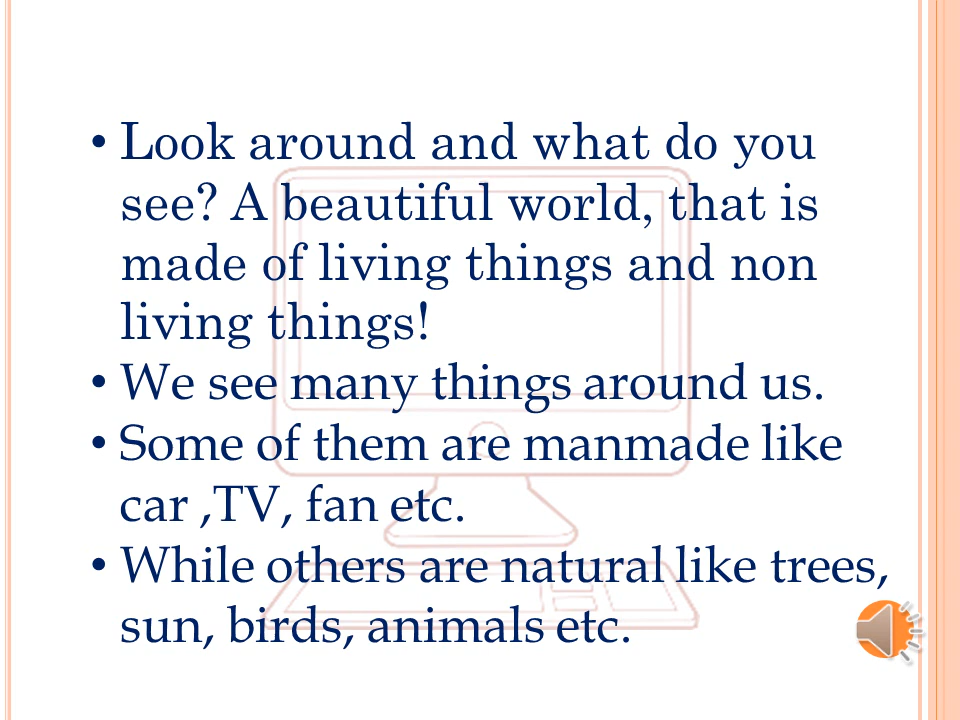 • Look around and what do you
see? A beautiful world, that is
made of living things and non
living things!
• We see many things around us.
• Some of them are manmade like
car ,TV, fan etc.
• While others are natural like trees,
sun, birds, animals etc.